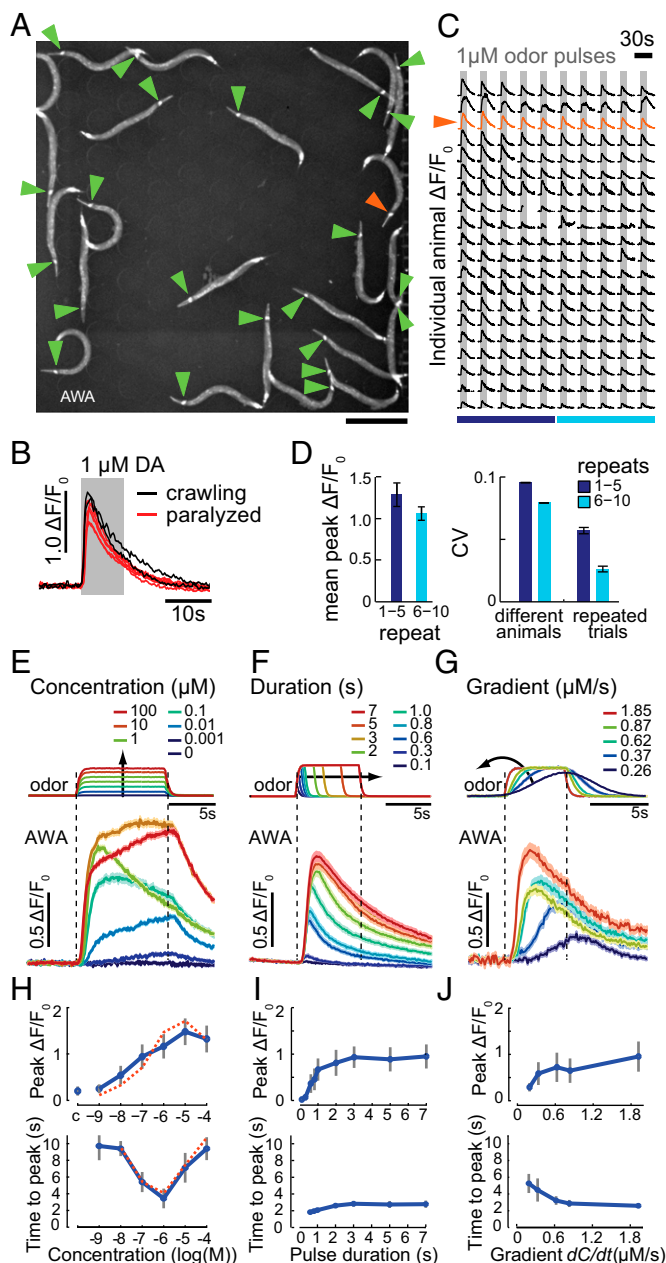 A
AWA
C
30s
1µM odor pulses
Individual animal ΔF/F0
B
1 µM DA
1.0 ΔF/F0
crawling
paralyzed
10s
D
mean peak ΔF/F0
1.5
1.0
0.5
0
1−5 6−10
repeat
CV
0.1
0
repeats
1−5
6−10
different animals
repeated trials
E
Concentration (µM)
100
10
1
0.1
0.01
0.001
0
odor
5s
AWA
0.5 ΔF/F0
F
Duration (s)
7
5
3
2
1.0
0.8
0.6
0.3
0.1
5s
0.5 ΔF/F0
G
Gradient (µM/s)
1.85
0.87
0.62
0.37
0.26
odor
5s
0.5 ΔF/F0
H
Peak ΔF/F0
2
1
0
c −9 −8 −7 −6 −5 −4
Time to peak (s)
10
8
6
4
2
0
−9 −8 −7 −6 −5 −4
Concentration (log(M))
I
Peak ΔF/F0
2
1
0
0 1 2 3 4 5 6 7
Time to peak (s)
10
8
6
4
2
0
0 1 2 3 4 5 6 7
Pulse duration (s)
J
Peak ΔF/F0
2
1
0
0 0.6 1.2 1.8
Time to peak (s)
10
8
6
4
2
0
0 0.6 1.2 1.8
Gradient dC/dt(µM/s)